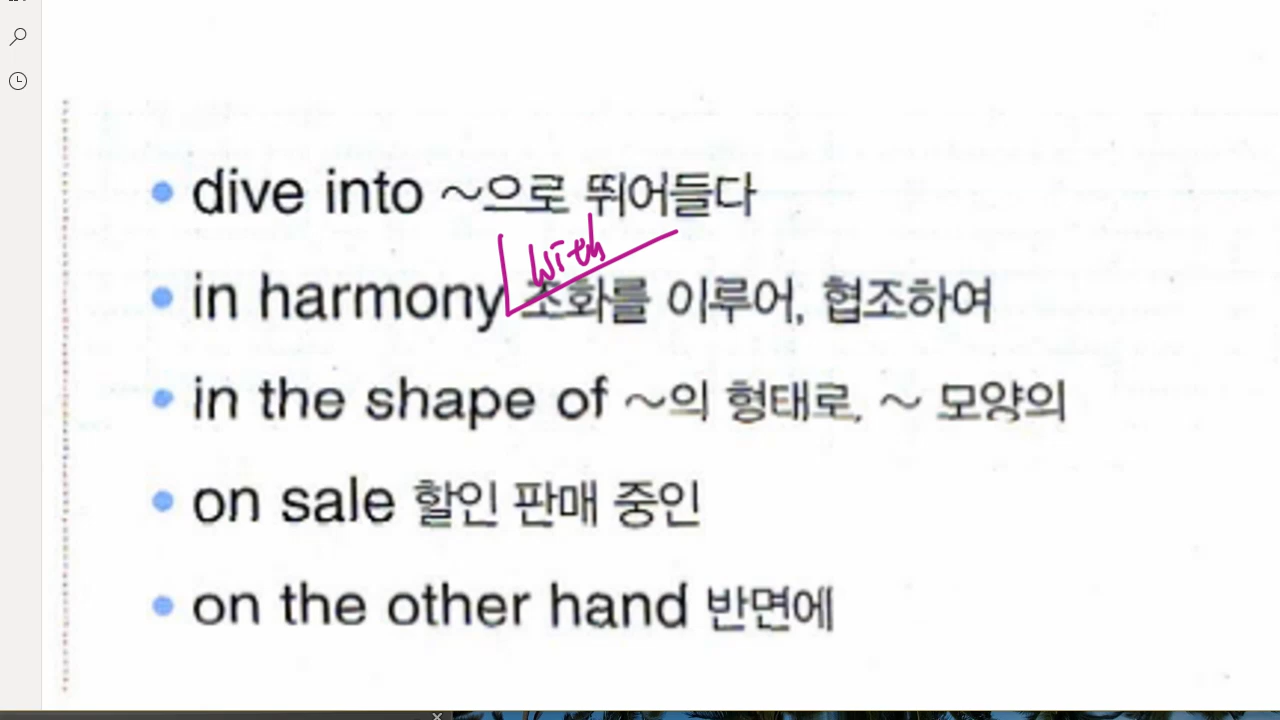 dive into ~으로 뛰어들다
with
in harmony 조화를 이루어, 협조하여
in the shape of ~의 형태로, ~ 모양의
on sale 할인 판매 중인
on the other hand 반면에